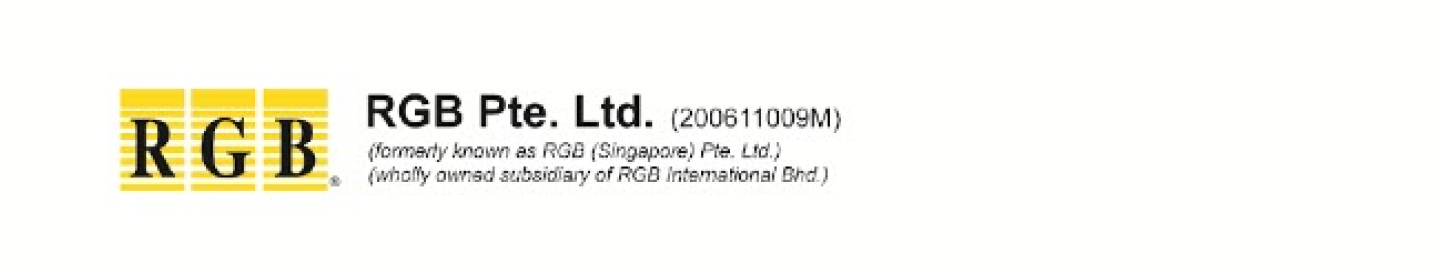 RGB® RGB Pte. Ltd. (200611009M)
(formerly known as RGB (Singapore) Pte. Ltd.)
(wholly owned subsidiary of RGB International Bhd.)